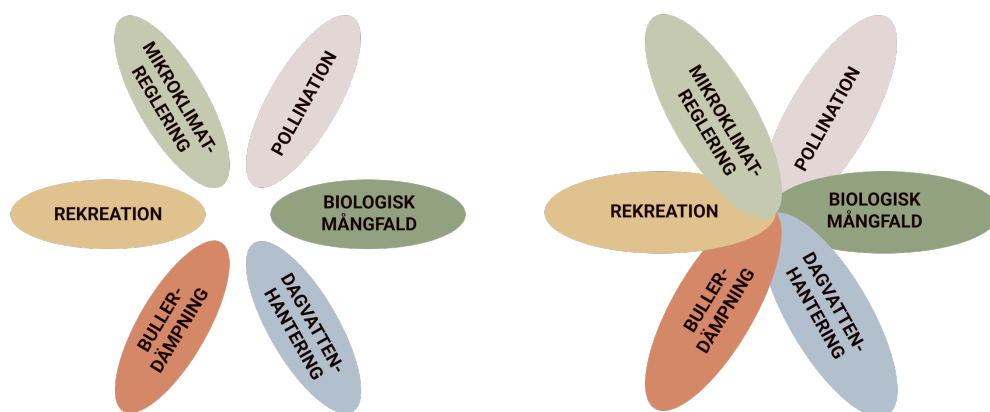 MIKROKLIMAT-
REGLERING
POLLINATION
REKREATION
BIOLOGISK
MÅNGFALD
BULLER-
DÄMPNING
DAGVATTEN-
HANTERING
MIKROKLIMAT-
REGLERING
POLLINATION
REKREATION
BIOLOGISK
MÅNGFALD
BULLER-
DÄMPNING
DAGVATTEN-
HANTERING